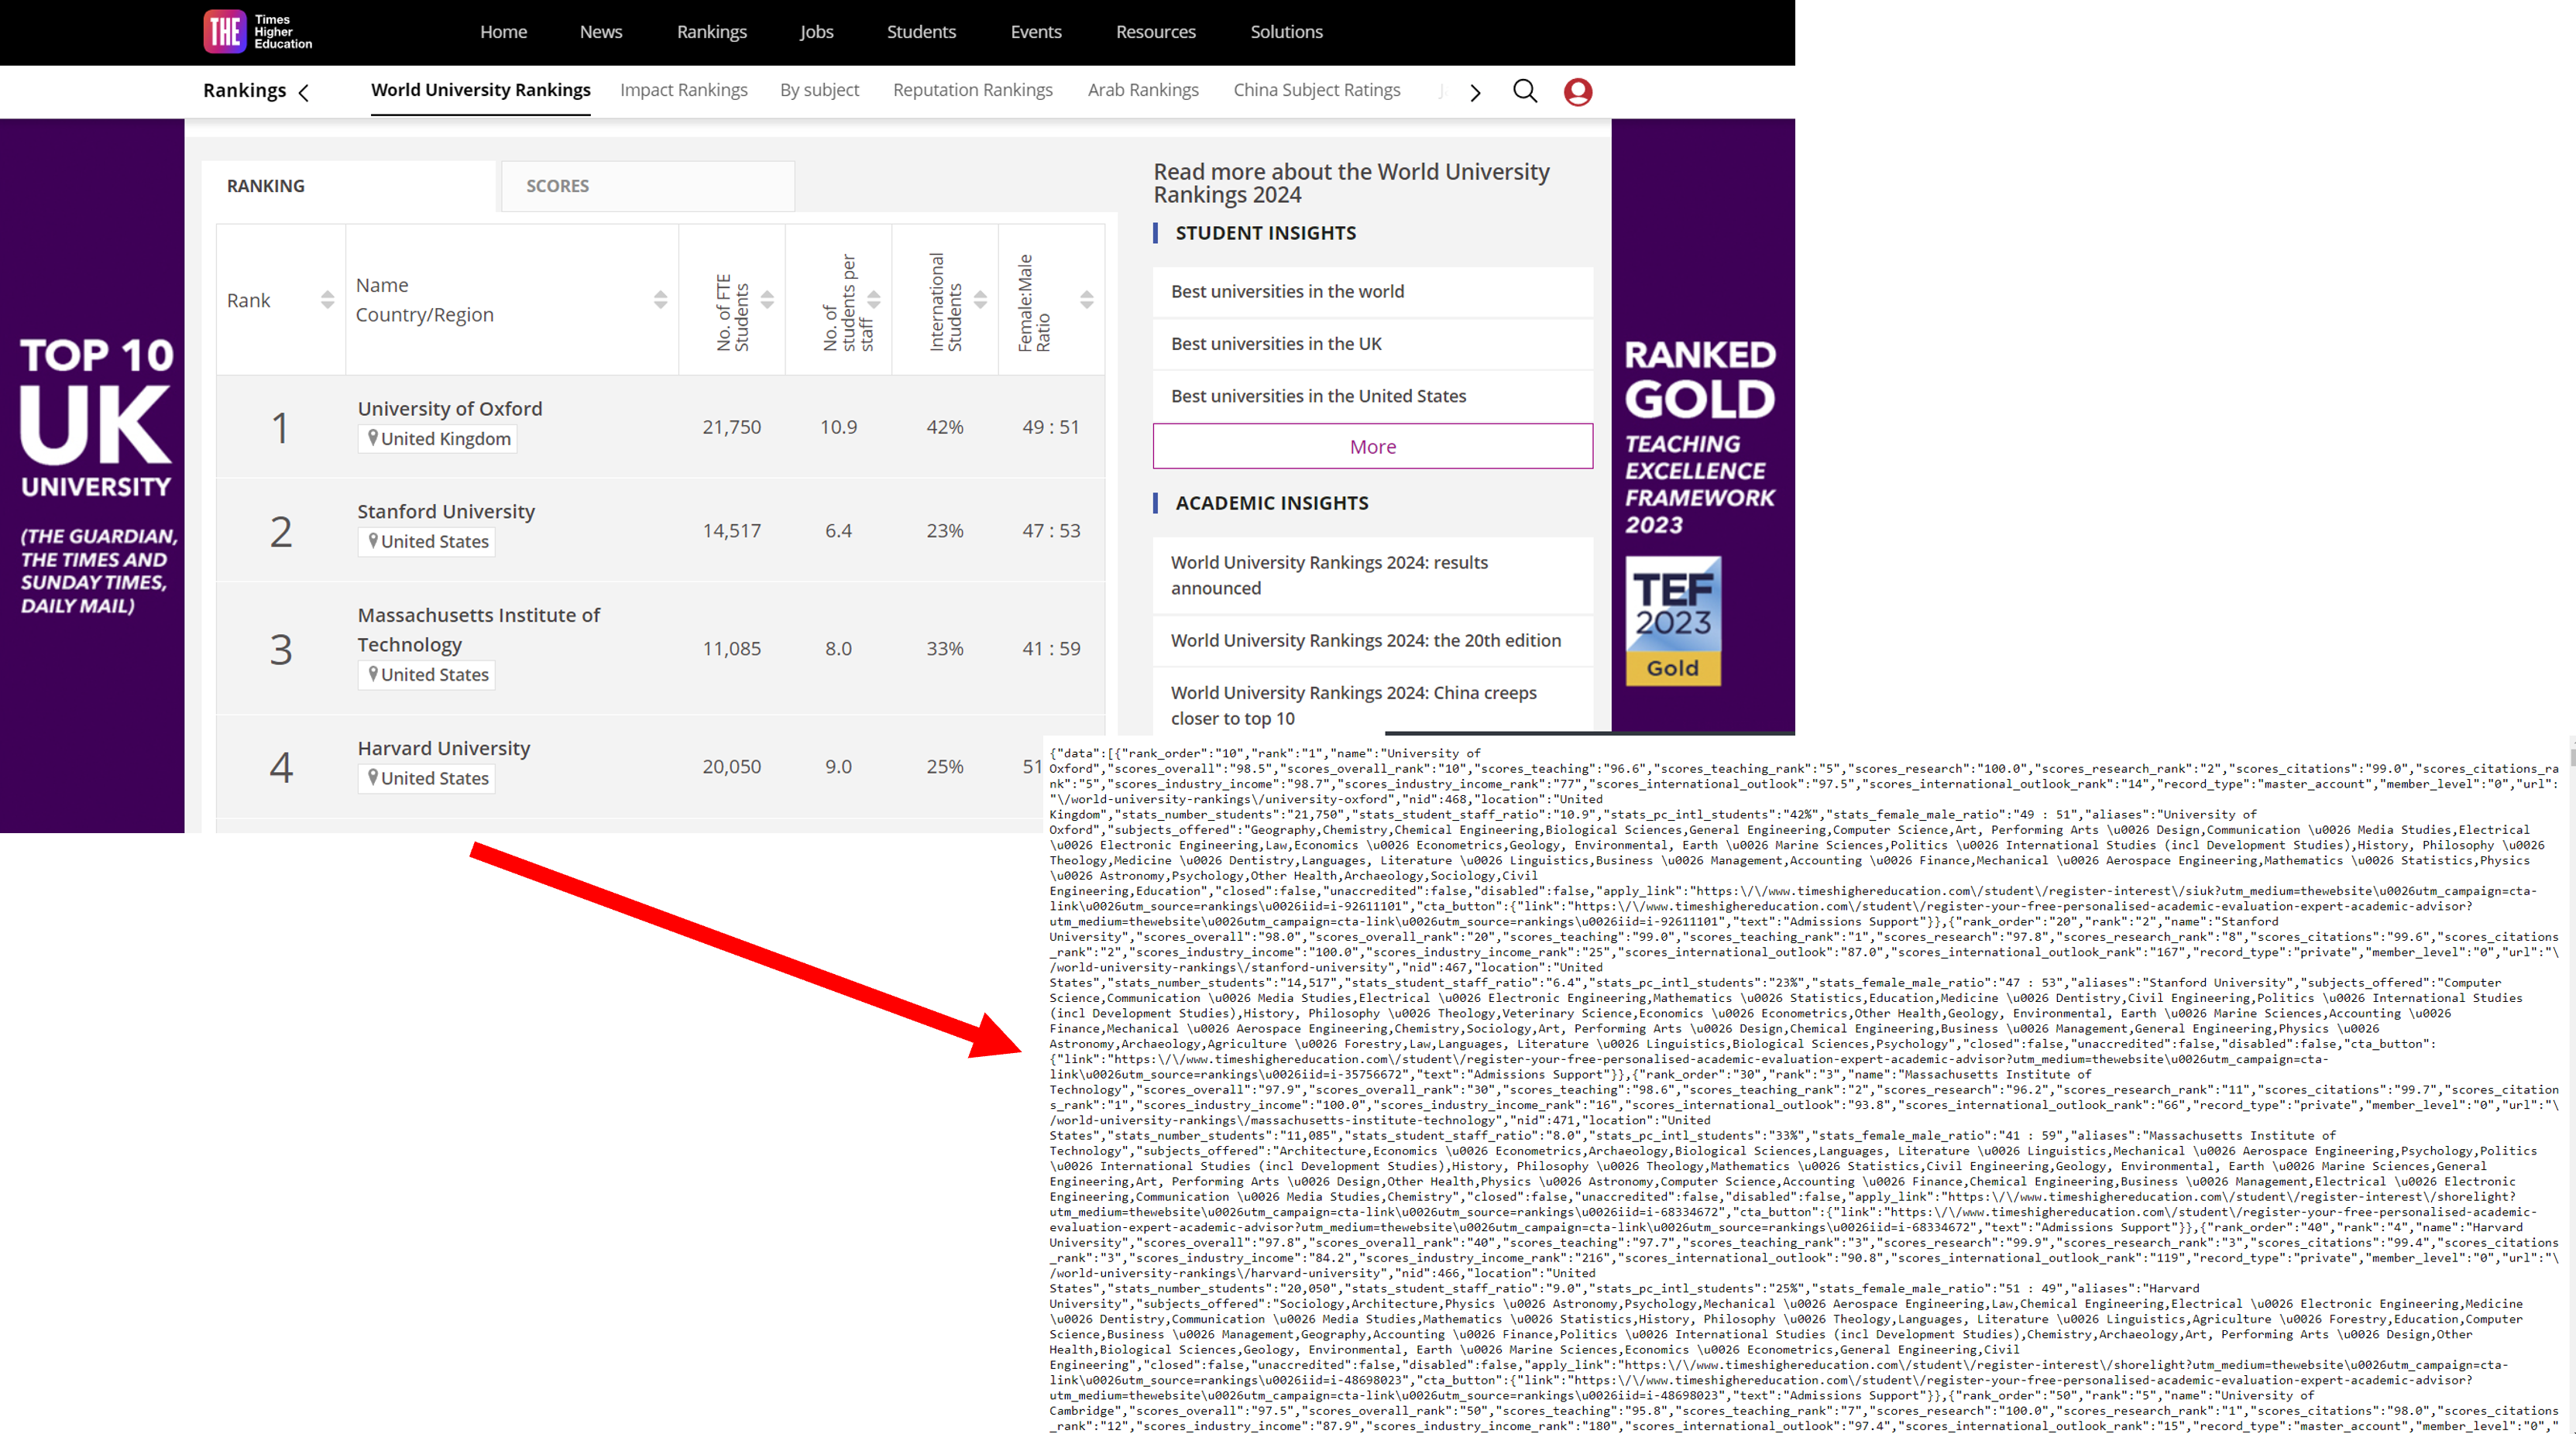 THE Times
Higher
Education
Home News Rankings Jobs Students Events Resources Solutions
Rankings World University Rankings Impact Rankings By subject Reputation Rankings Arab Rankings China Subject Ratings
TOP 10
UK
UNIVERSITY
(THE GUARDIAN,
THE TIMES AND
SUNDAY TIMES,
DAILY MAIL)
RANKING SCORES
Rank
Name
Country/Region
No. of FTE
Students
No. of
students per
staff
International
Students
Female:Male
Ratio
1 University of Oxford 21,750 10.9 42% 49 : 51
United Kingdom
2 Stanford University 14,517 6.4 23% 47 : 53
United States
3 Massachusetts Institute of
Technology 11,085 8.0 33% 41 : 59
United States
4 Harvard University 20,050 9.0 25% 51
United States
Read more about the World University
Rankings 2024
STUDENT INSIGHTS
Best universities in the world
Best universities in the UK
Best universities in the United States
More
ACADEMIC INSIGHTS
World University Rankings 2024: results
announced
World University Rankings 2024: the 20th edition
World University Rankings 2024: China creeps
closer to top 10
RANKED
GOLD
TEACHING
EXCELLENCE
FRAMEWORK
2023
TEF
2023
Gold
{"data":[{"rank_order":"10","rank":"1","name":"University of
Oxford","scores_overall":"98.5","scores_overall_rank":"10","scores_teaching":"96.6","scores_teaching_rank":"5","scores_research":"100.0","scores_research_rank":"2","scores_citations":"99.0","scores_citations_ra
nk":"5","scores_industry_income":"98.7","scores_industry_income_rank":"77","scores_international_outlook":"97.5","scores_international_outlook_rank":"14","record_type":"master_account","member_level":"0","url":
"\/world-university-rankings\/university-oxford","nid":468,"location":"United
Kingdom","stats_number_students":"21,750","stats_student_staff_ratio":"10.9","stats_pc_intl_students":"42%","stats_female_male_ratio":"49 : 51","aliases":"University of
Oxford","subjects_offered":"Geography,Chemistry,Chemical Engineering,Biological Sciences,General Engineering,Computer Science,Art, Performing Arts \u0026 Design,Communication \u0026 Media Studies,Electrical
\u0026 Electronic Engineering,Law,Economics \u0026 Econometrics,Geology, Environmental, Earth \u0026 Marine Sciences,Politics \u0026 International Studies (incl Development Studies),History, Philosophy \u0026
Theology,Medicine \u0026 Dentistry,Languages, Literature \u0026 Linguistics,Business \u0026 Management,Accounting \u0026 Finance,Mechanical \u0026 Aerospace Engineering,Mathematics \u0026 Statistics,Physics
\u0026 Astronomy,Psychology,Other Health,Archaeology,Sociology,Civil
Engineering,Education","closed":false,"unaccredited":false,"disabled":false,"apply_link":"https:\/\/www.timeshighereducation.com\/student\/register-interest\/siuk?utm_medium=thewebsite\u0026utm_campaign=cta-
link\u0026utm_source=rankings\u0026iid=i-92611101","cta_button":{"link":"https:\/\/www.timeshighereducation.com\/student\/register-your-free-personalised-academic-evaluation-expert-academic-advisor?
utm_medium=thewebsite\u0026utm_campaign=cta-link\u0026utm_source=rankings\u0026iid=i-92611101","text":"Admissions Support"}},{"rank_order":"20","rank":"2","name":"Stanford
University","scores_overall":"98.0","scores_overall_rank":"20","scores_teaching":"99.0","scores_teaching_rank":"1","scores_research":"97.8","scores_research_rank":"8","scores_citations":"99.6","scores_citations
_rank":"2","scores_industry_income":"100.0","scores_industry_income_rank":"25","scores_international_outlook":"87.0","scores_international_outlook_rank":"167","record_type":"private","member_level":"0","url":"\
/world-university-rankings\/stanford-university","nid":467,"location":"United
States","stats_number_students":"14,517","stats_student_staff_ratio":"6.4","stats_pc_intl_students":"23%","stats_female_male_ratio":"47 : 53","aliases":"Stanford University","subjects_offered":"Computer
Science,Communication \u0026 Media Studies,Electrical \u0026 Electronic Engineering,Mathematics \u0026 Statistics,Education,Medicine \u0026 Dentistry,Civil Engineering,Politics \u0026 International Studies
(incl Development Studies),History, Philosophy \u0026 Theology,Veterinary Science,Economics \u0026 Econometrics,Other Health,Geology, Environmental, Earth \u0026 Marine Sciences,Accounting \u0026
Finance,Mechanical \u0026 Aerospace Engineering,Chemistry,Sociology,Art, Performing Arts \u0026 Design,Chemical Engineering,Business \u0026 Management,General Engineering,Physics \u0026
Astronomy,Archaeology,Agriculture \u0026 Forestry,Law,Languages, Literature \u0026 Linguistics,Biological Sciences,Psychology","closed":false,"unaccredited":false,"disabled":false,"cta_button":
{"link":"https:\/\/www.timeshighereducation.com\/student\/register-your-free-personalised-academic-evaluation-expert-academic-advisor?utm_medium=thewebsite\u0026utm_campaign=cta-
link\u0026utm_source=rankings\u0026iid=i-35756672","text":"Admissions Support"}},{"rank_order":"30","rank":"3","name":"Massachusetts Institute of
Technology","scores_overall":"97.9","scores_overall_rank":"30","scores_teaching":"98.6","scores_teaching_rank":"2","scores_research":"96.2","scores_research_rank":"11","scores_citations":"99.7","scores_citation
s_rank":"1","scores_industry_income":"100.0","scores_industry_income_rank":"16","scores_international_outlook":"93.8","scores_international_outlook_rank":"66","record_type":"private","member_level":"0","url":"\
/world-university-rankings\/massachusetts-institute-technology","nid":471,"location":"United
States","stats_number_students":"11,085","stats_student_staff_ratio":"8.0","stats_pc_intl_students":"33%","stats_female_male_ratio":"41 : 59","aliases":"Massachusetts Institute of
Technology","subjects_offered":"Architecture,Economics \u0026 Econometrics,Archaeology,Biological Sciences,Languages, Literature \u0026 Linguistics,Mechanical \u0026 Aerospace Engineering,Psychology,Politics
\u0026 International Studies (incl Development Studies),History, Philosophy \u0026 Theology,Mathematics \u0026 Statistics,Civil Engineering,Geology, Environmental, Earth \u0026 Marine Sciences,General
Engineering,Art, Performing Arts \u0026 Design,Other Health,Physics \u0026 Astronomy,Computer Science,Accounting \u0026 Finance,Chemical Engineering,Business \u0026 Management,Electrical \u0026 Electronic
Engineering,Communication \u0026 Media Studies,Chemistry","closed":false,"unaccredited":false,"disabled":false,"apply_link":"https:\/\/www.timeshighereducation.com\/student\/register-interest\/shorelight?
utm_medium=thewebsite\u0026utm_campaign=cta-link\u0026utm_source=rankings\u0026iid=i-68334672","cta_button":{"link":"https:\/\/www.timeshighereducation.com\/student\/register-your-free-personalised-academic-
evaluation-expert-academic-advisor?utm_medium=thewebsite\u0026utm_campaign=cta-link\u0026utm_source=rankings\u0026iid=i-68334672","text":"Admissions Support"}},{"rank_order":"40","rank":"4","name":"Harvard
University","scores_overall":"97.8","scores_overall_rank":"40","scores_teaching":"97.7","scores_teaching_rank":"3","scores_research":"99.9","scores_research_rank":"3","scores_citations":"99.4","scores_citations
_rank":"3","scores_industry_income":"84.2","scores_industry_income_rank":"216","scores_international_outlook":"90.8","scores_international_outlook_rank":"119","record_type":"private","member_level":"0","url":"\
/world-university-rankings\/harvard-university","nid":466,"location":"United
States","stats_number_students":"20,050","stats_student_staff_ratio":"9.0","stats_pc_intl_students":"25%","stats_female_male_ratio":"51 : 49","aliases":"Harvard
University","subjects_offered":"Sociology,Architecture,Physics \u0026 Astronomy,Psychology,Mechanical \u0026 Aerospace Engineering,Law,Chemical Engineering,Electrical \u0026 Electronic Engineering,Medicine
\u0026 Dentistry,Communication \u0026 Media Studies,Mathematics \u0026 Statistics,History, Philosophy \u0026 Theology,Languages, Literature \u0026 Linguistics,Agriculture \u0026 Forestry,Education,Computer
Science,Business \u0026 Management,Geography,Accounting \u0026 Finance,Politics \u0026 International Studies (incl Development Studies),Chemistry,Archaeology,Art, Performing Arts \u0026 Design,Other
Health,Biological Sciences,Geology, Environmental, Earth \u0026 Marine Sciences,Economics \u0026 Econometrics,General Engineering,Civil
Engineering","closed":false,"unaccredited":false,"disabled":false,"apply_link":"https:\/\/www.timeshighereducation.com\/student\/register-interest\/shorelight?utm_medium=thewebsite\u0026utm_campaign=cta-
link\u0026utm_source=rankings\u0026iid=i-48698023","cta_button":{"link":"https:\/\/www.timeshighereducation.com\/student\/register-your-free-personalised-academic-evaluation-expert-academic-advisor?
utm_medium=thewebsite\u0026utm_campaign=cta-link\u0026utm_source=rankings\u0026iid=i-48698023","text":"Admissions Support"}},{"rank_order":"50","rank":"5","name":"University of
Cambridge","scores_overall":"97.5","scores_overall_rank":"50","scores_teaching":"95.8","scores_teaching_rank":"7","scores_research":"100.0","scores_research_rank":"1","scores_citations":"98.0","scores_citations
_rank":"12","scores_industry_income":"87.9","scores_industry_income_rank":"180","scores_international_outlook":"97.4","scores_international_outlook_rank":"15","record_type":"master_account","member_level":"0","